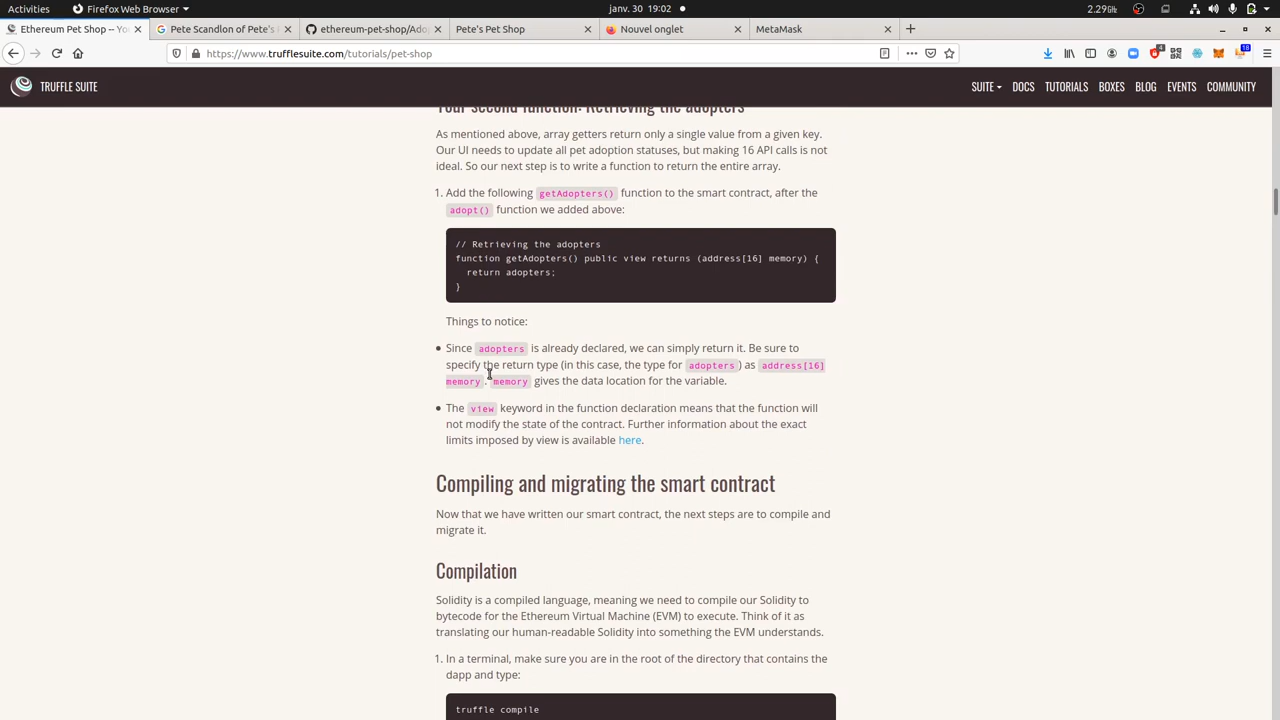 Activities
Firefox Web Browser
janv. 30 19:02
2.29 GHz
Ethereum Pet Shop -- Yo
Pete Scandlon of Pete's
ethereum-pet-shop/Ado
Pete's Pet Shop
Nouvel onglet
MetaMask
https://www.trufflesuite.com/tutorials/pet-shop
4
18
TRUFFLE SUITE
SUITE
DOCS
TUTORIALS
BOXES
BLOG
EVENTS
COMMUNITY
Your second function: Retrieving the adopters
As mentioned above, array getters return only a single value from a given key.
Our UI needs to update all pet adoption statuses, but making 16 API calls is not
ideal. So our next step is to write a function to return the entire array.
1. Add the following getAdopters() function to the smart contract, after the
adopt() function we added above:
// Retrieving the adopters
function getAdopters() public view returns (address[16] memory) {
return adopters;
}
Things to notice:
Since adopters is already declared, we can simply return it. Be sure to
specify the return type (in this case, the type for adopters) as address[16]
memory. memory gives the data location for the variable.
The view keyword in the function declaration means that the function will
not modify the state of the contract. Further information about the exact
limits imposed by view is available here.
Compiling and migrating the smart contract
Now that we have written our smart contract, the next steps are to compile and
migrate it.
Compilation
Solidity is a compiled language, meaning we need to compile our Solidity to
bytecode for the Ethereum Virtual Machine (EVM) to execute. Think of it as
translating our human-readable Solidity into something the EVM understands.
1. In a terminal, make sure you are in the root of the directory that contains the
dapp and type:
truffle compile